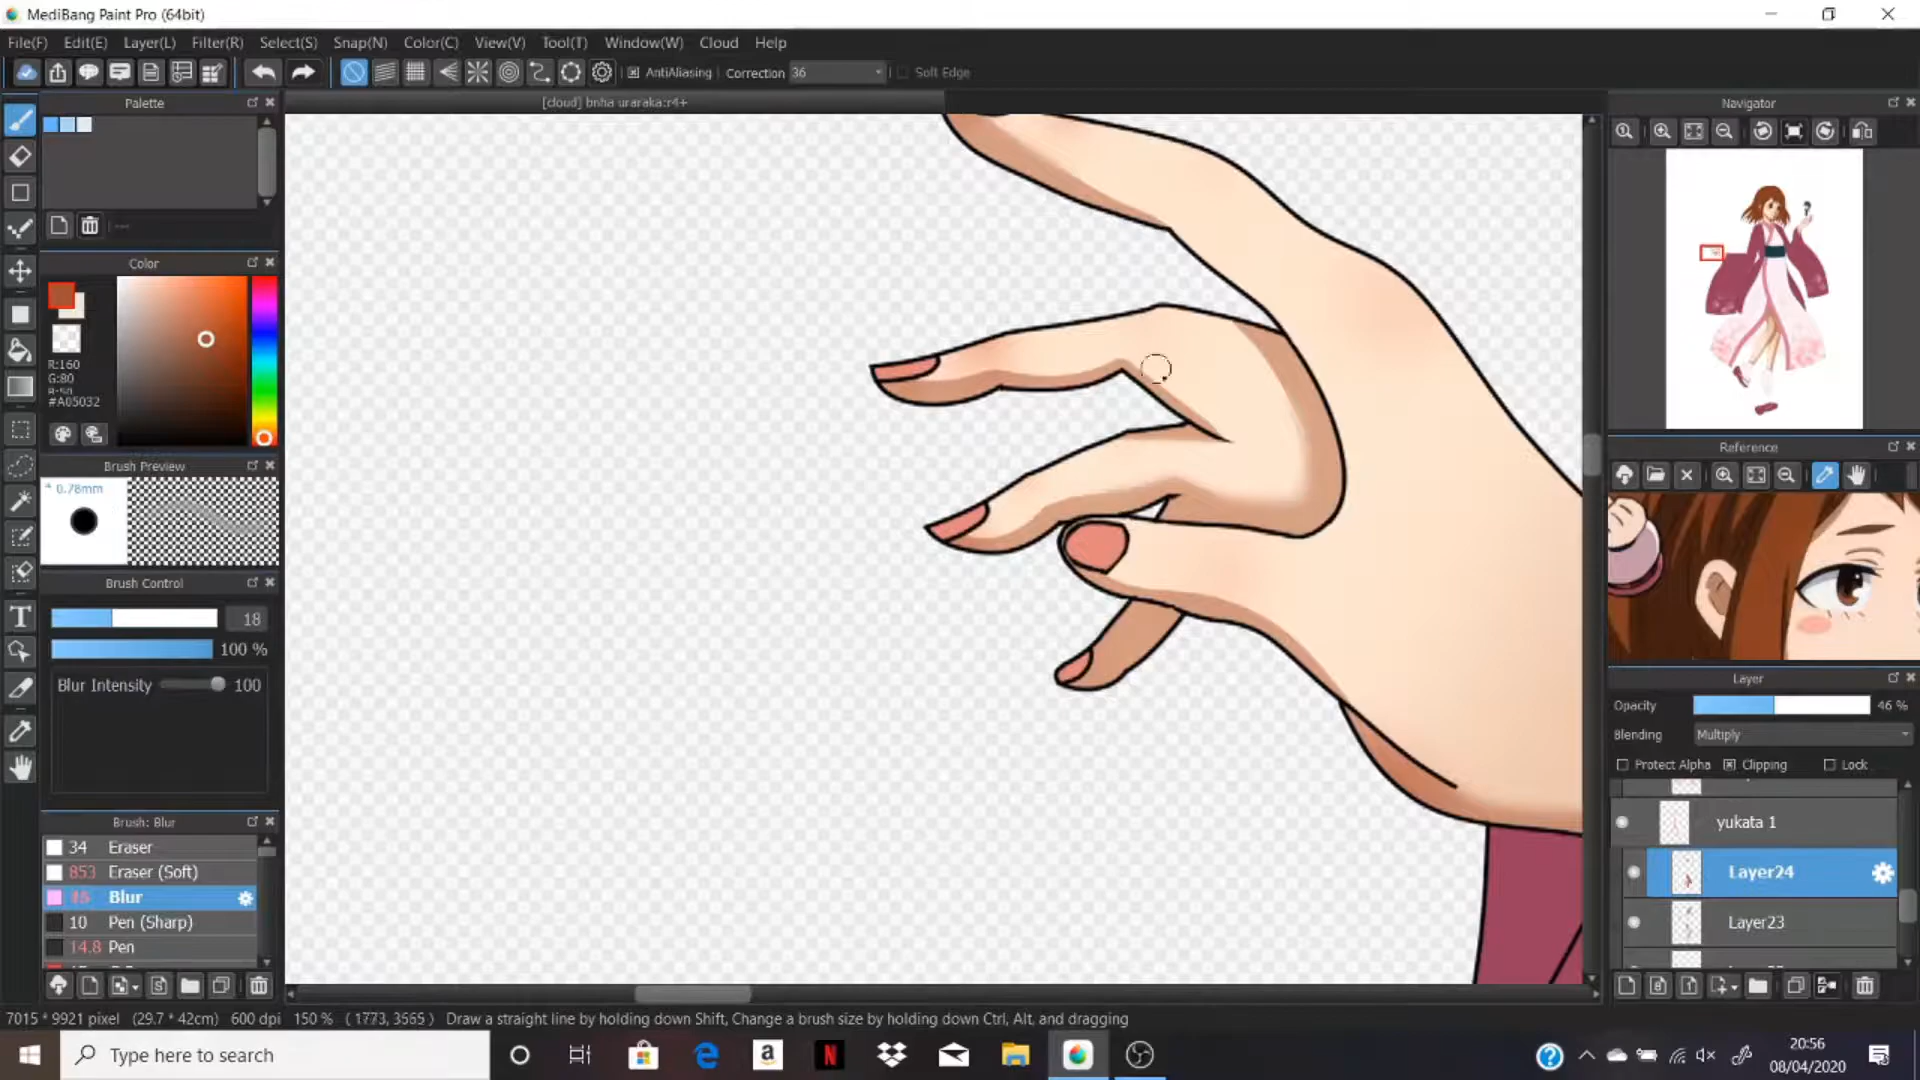 MediBang Paint Pro (64bit)
File(F) Edit(E) Layer(L) Filter(R) Select(S) Snap(N) Color(C) View(V) Tool(T) Window(W) Cloud Help
AntiAliasing Correction 36 Soft Edge
Palette
[cloud] bnha uraraka:r4+
Navigator
Color
R:160
G:80
B:50
#A05032
Brush Preview
0.78mm
Brush Control
18
100 %
Blur Intensity 100
Brush: Blur
34 Eraser
853 Eraser (Soft)
Blur
10 Pen (Sharp)
14.8 Pen
Reference
Layer
Opacity 46 %
Blending Multiply
Protect Alpha Clipping Lock
yukata 1
Layer24
Layer23
7015 * 9921 pixel (29.7 * 42cm) 600 dpi 150 % ( 1773, 3565 ) Draw a straight line by holding down Shift, Change a brush size by holding down Ctrl, Alt, and dragging
Type here to search
20:56
08/04/2020